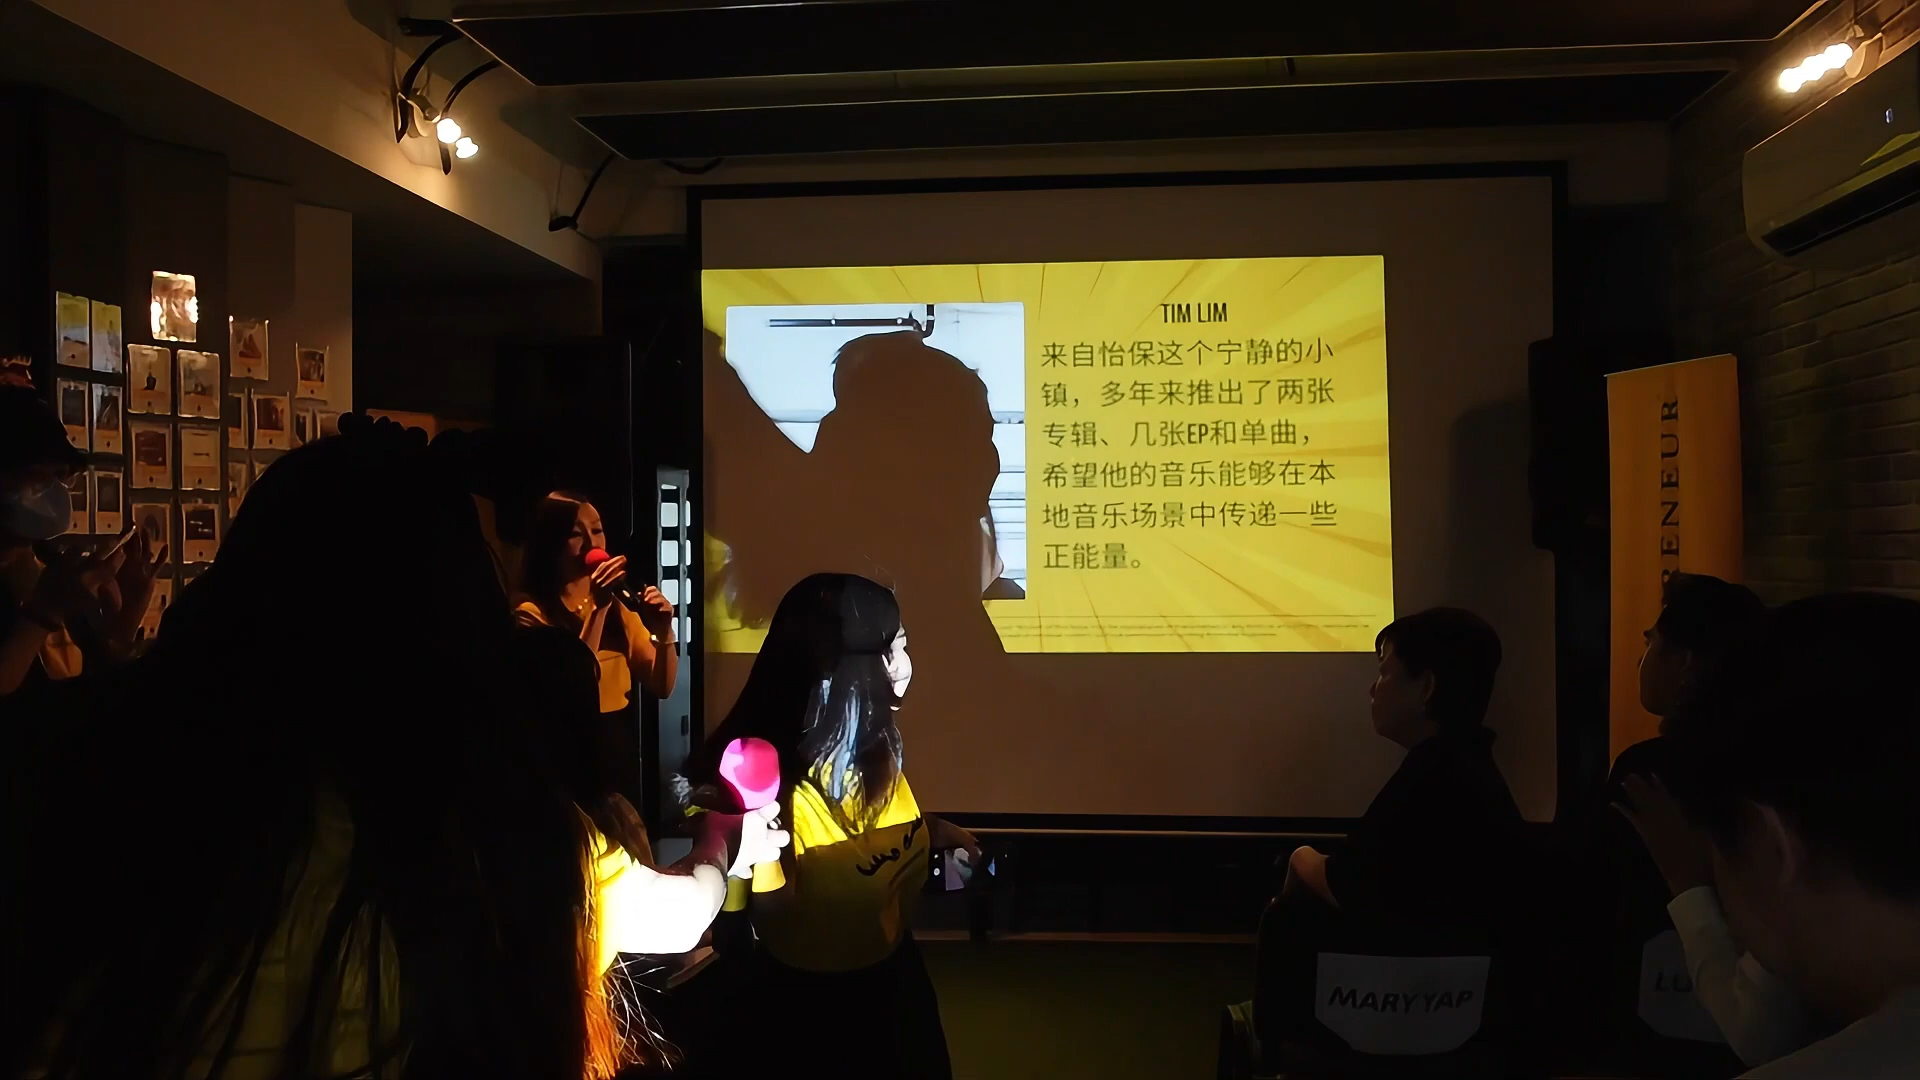 TIM LIM
来自怡保这个宁静的小
镇，多年来推出了两张
专辑、几张EP和单曲，
希望他的音乐能够在本
地音乐场景中传递一些
正能量。
RENEUR
MARY YAP
LU